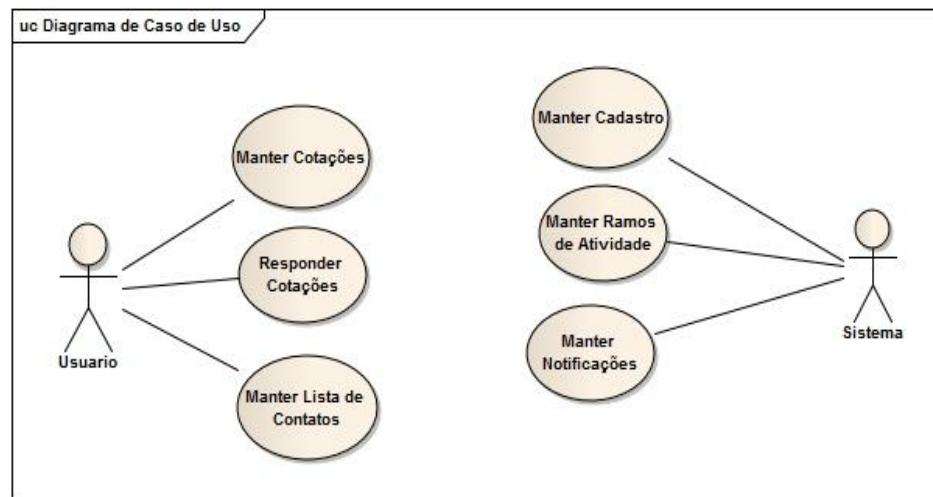 uc Diagrama de Caso de Uso
Manter Cotações
Responder
Cotações
Manter Lista de
Contatos
Usuario
Manter Cadastro
Manter Ramos
de Atividade
Manter
Notificações
Sistema